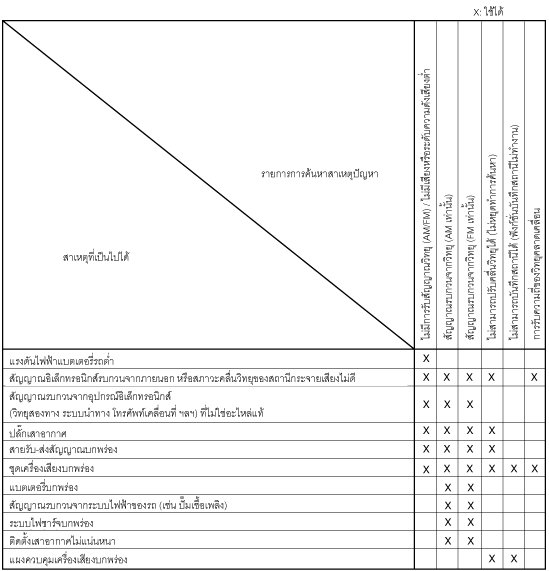 X: ใช้ได้
รายการการค้นหาสาเหตุปัญหา
สาเหตุที่เป็นไปได้
ไม่มีการรับสัญญาณวิทยุ (AM/FM) / ไม่มีเสียงหรือระดับความดังเสียงต่ำ
สัญญาณรบกวนจากวิทยุ (AM เท่านั้น)
สัญญาณรบกวนจากวิทยุ (FM เท่านั้น)
ไม่สามารถปรับคลื่นวิทยุได้ (ไม่หยุดทำการค้นหา)
ไม่สามารถบันทึกสถานีได้ (ฟังก์ชั่นบันทึกสถานีไม่ทำงาน)
การรับความถี่ของวิทยุคลาดเคลื่อน
แรงดันไฟฟ้าแบตเตอรี่รถต่ำ X
สัญญาณอิเล็กทรอนิกส์รบกวนจากภายนอก หรือสภาวะคลื่นวิทยุของสถานีกระจายเสียงไม่ดี X X X X X
สัญญาณรบกวนจากอุปกรณ์อิเล็กทรอนิกส์
(วิทยุสองทาง ระบบนำทาง โทรศัพท์เคลื่อนที่ ฯลฯ) ที่ไม่ใช่อะไหล่แท้ X X X
ปลั๊กเสาอากาศ X X X X
สายรับ-ส่งสัญญาณบกพร่อง X X X X
ชุดเครื่องเสียงบกพร่อง X X X X X X
แบตเตอรี่บกพร่อง X X
สัญญาณรบกวนจากระบบไฟฟ้าของรถ (เช่น ปั๊มเชื้อเพลิง) X X
ระบบไฟชาร์จบกพร่อง X X
ติดตั้งเสาอากาศไม่แน่นหนา X X
แผงควบคุมเครื่องเสียงบกพร่อง X X